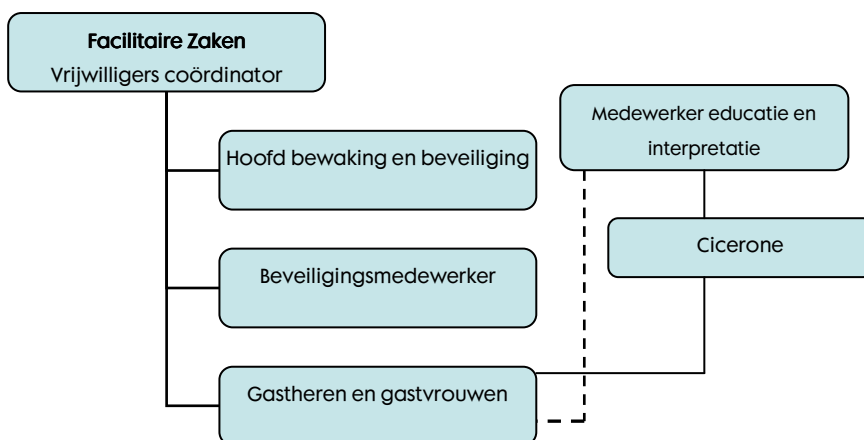 Facilitaire Zaken
Vrijwilligers coördinator
Medewerker educatie en
interpretatie
Hoofd bewaking en beveiliging
Cicerone
Beveiligingsmedewerker
Gastheren en gastvrouwen